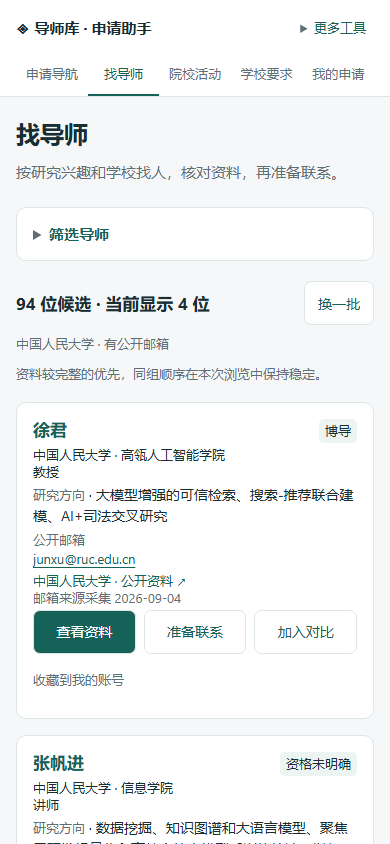 ◈ 导师库 · 申请助手
▶ 更多工具
申请导航 找导师 院校活动 学校要求 我的申请
找导师
按研究兴趣和学校找人，核对资料，再准备联系。
▶ 筛选导师
94 位候选 · 当前显示 4 位
换一批
中国人民大学 · 有公开邮箱
资料较完整的优先，同组顺序在本次浏览中保持稳定。
徐君
博导
中国人民大学 · 高瓴人工智能学院
教授
研究方向 · 大模型增强的可信检索、搜索-推荐联合建
模、AI+司法交叉研究
公开邮箱
junxu@ruc.edu.cn
中国人民大学 · 公开资料 ↗
邮箱来源采集 2026-09-04
查看资料 准备联系 加入对比
收藏到我的账号
张帆进
资格未明确
中国人民大学 · 信息学院
讲师
研究方向 · 数据挖掘、知识图谱和大语言模型、聚焦